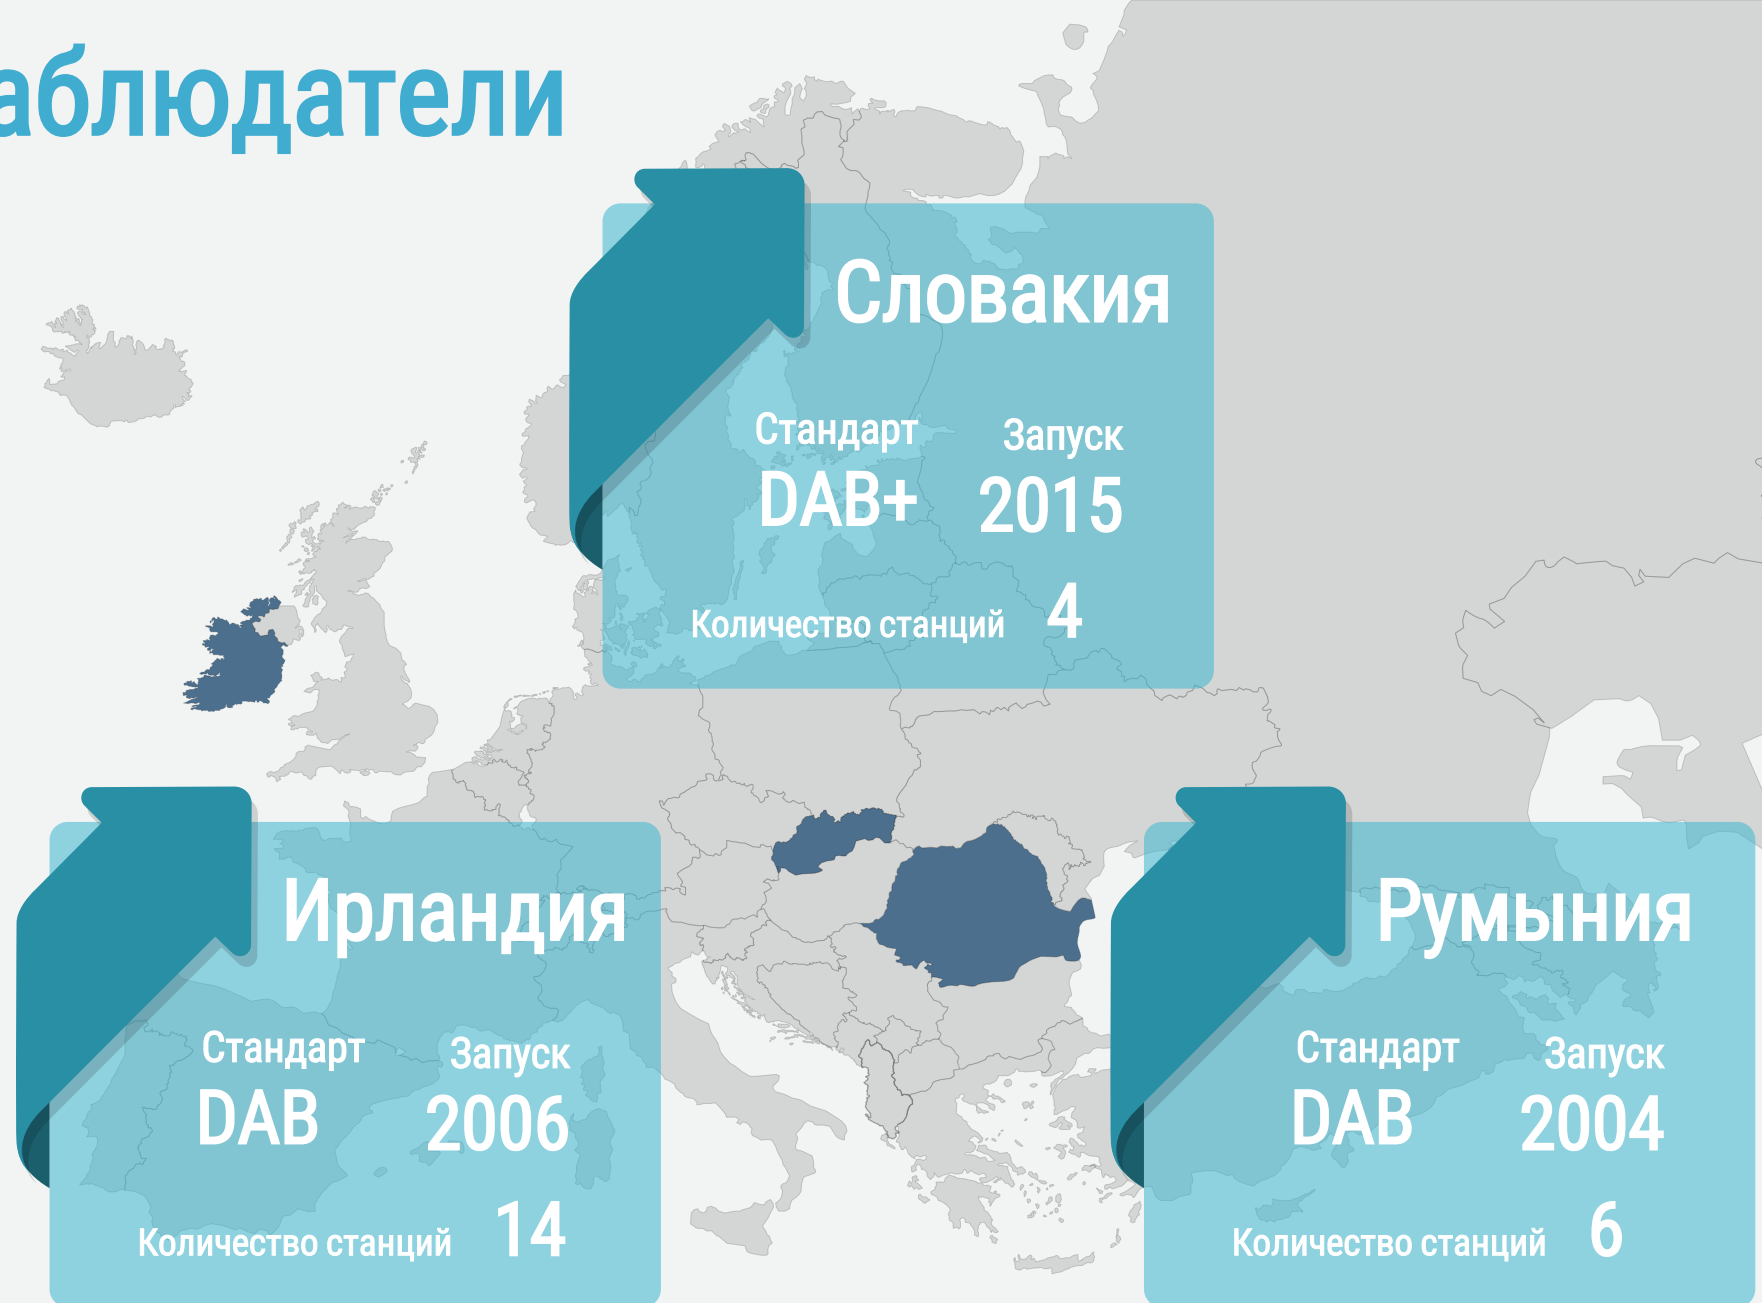 аблюдатели
Словакия
Стандарт Запуск
DAB+ 2015
Количество станций 4
Ирландия
Стандарт Запуск
DAB 2006
Количество станций 14
Румыния
Стандарт Запуск
DAB 2004
Количество станций 6